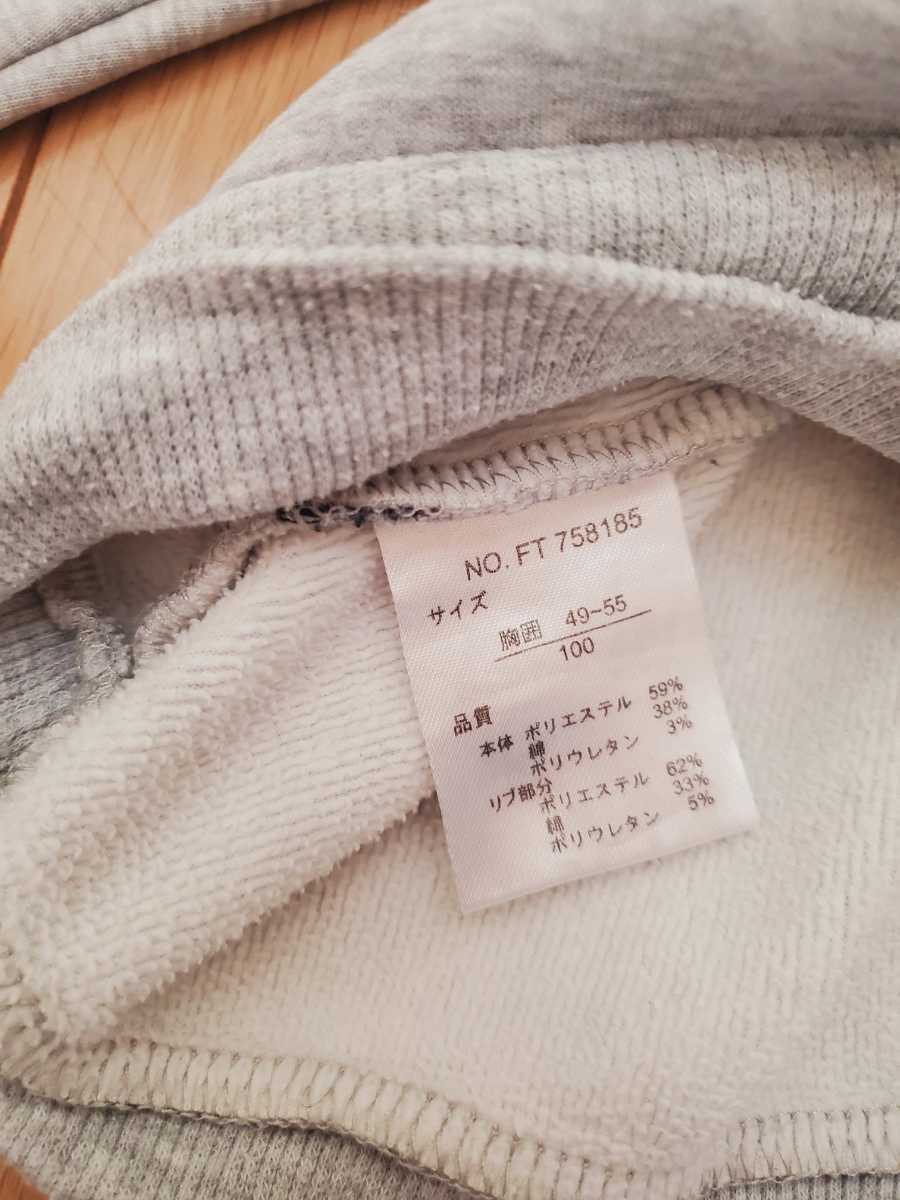 NO. FT 758185
サイズ
胸囲 49~55
100
品質
本体 ポリエステル 59%
綿 38%
ポリウレタン 3%
リブ部分
ポリエステル 62%
綿 33%
ポリウレタン 5%